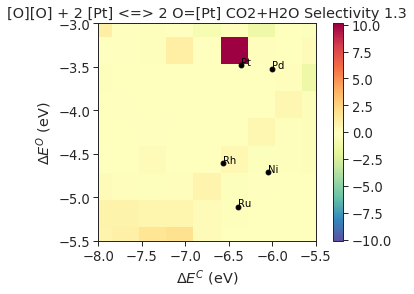 [O][O] + 2 [Pt] <=> 2 O=[Pt] CO2+H2O Selectivity 1.3
−3.0
−3.5
−4.0
−4.5
−5.0
−5.5
ΔE^O (eV)
Pt
Pd
Rh
Ni
Ru
−8.0 −7.5 −7.0 −6.5 −6.0 −5.5
ΔE^C (eV)
10.0
7.5
5.0
2.5
0.0
−2.5
−5.0
−7.5
−10.0